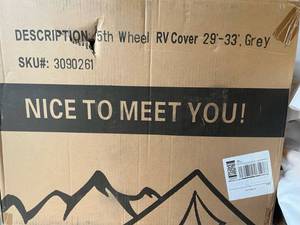 DESCRIPTION: 5th Wheel RV Cover 29'-33', Grey
SKU#: 3090261
NICE TO MEET YOU!